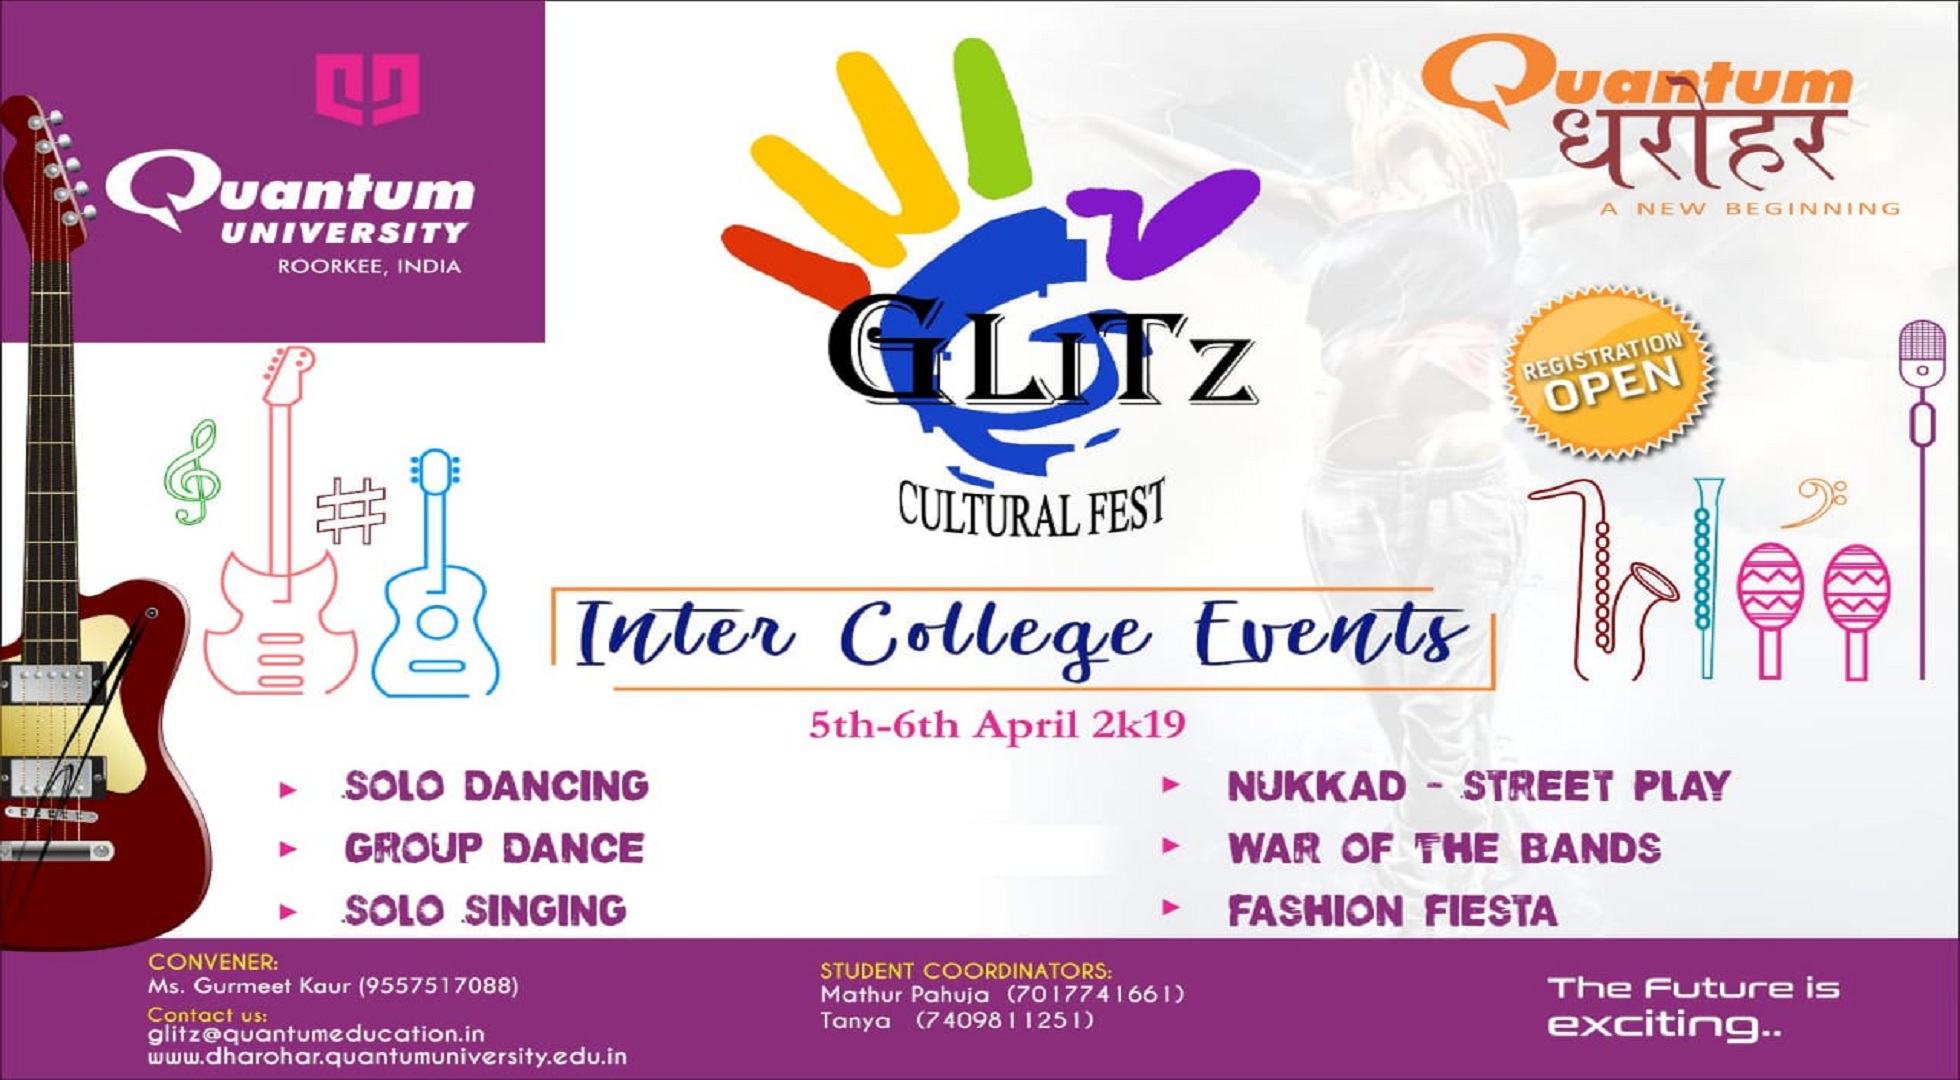 Quantum
UNIVERSITY
ROORKEE, INDIA
GLiTz
CULTURAL FEST
Quantum
धरोहर
A NEW BEGINNING
REGISTRATION
OPEN
Inter College Events
5th-6th April 2k19
SOLO DANCING
GROUP DANCE
SOLO SINGING
NUKKAD - STREET PLAY
WAR OF THE BANDS
FASHION FIESTA
CONVENER:
Ms. Gurmeet Kaur (9557517088)
Contact us:
glitz@quantumeducation.in
www.dharohar.quantumuniversity.edu.in
STUDENT COORDINATORS:
Mathur Pahuja (7017741661)
Tanya (7409811251)
The Future is
exciting..